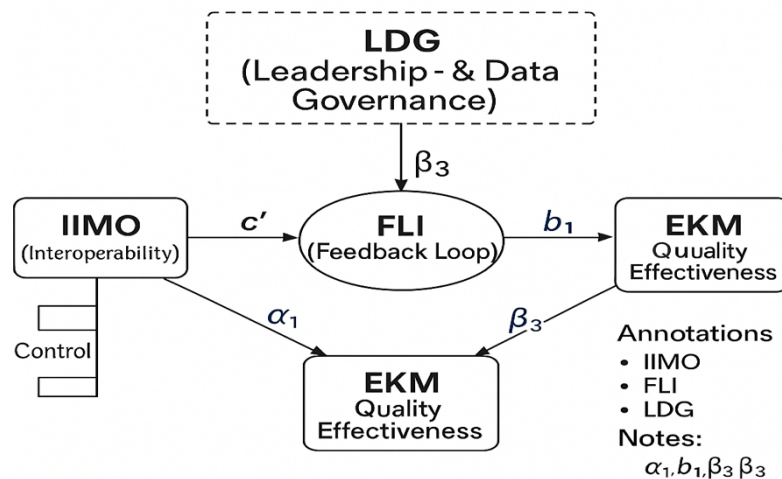 LDG
(Leadership - & Data
Governance)
β₃
IIMO
(Interoperability)
c′
FLI
(Feedback Loop)
b₁
EKM
Quuality
Effectiveness
Control
α₁
β₃
EKM
Quality
Effectiveness
Annotations
• IIMO
• FLI
• LDG
Notes:
α₁, b₁, β₃ β₃